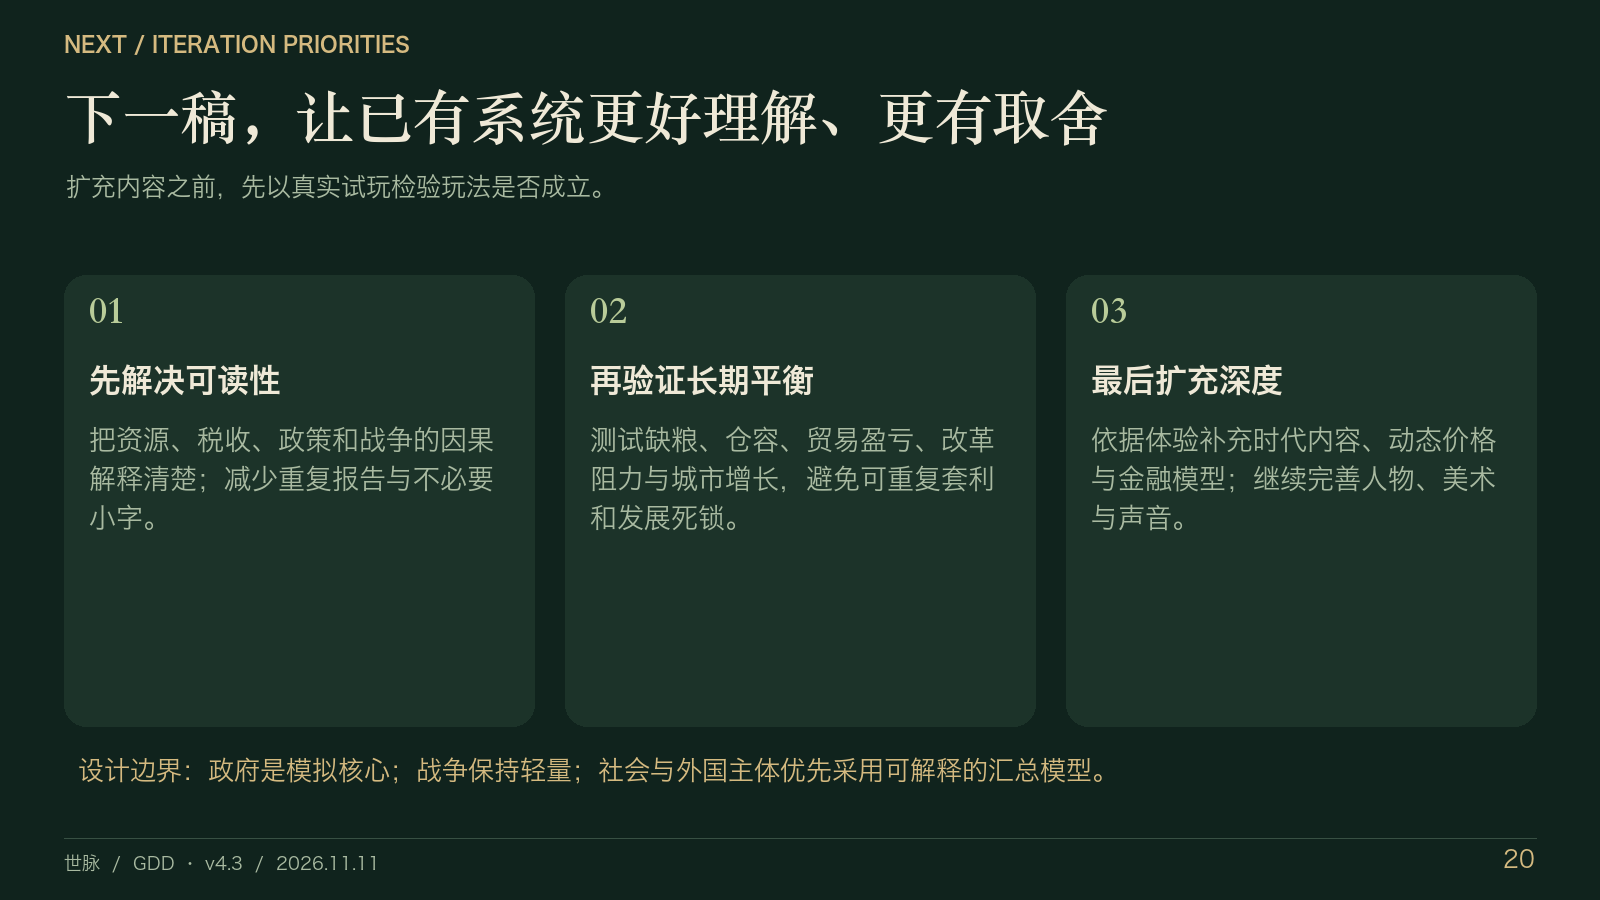 NEXT / ITERATION PRIORITIES
下一稿，让已有系统更好理解、更有取舍
扩充内容之前，先以真实试玩检验玩法是否成立。
01
先解决可读性
把资源、税收、政策和战争的因果
解释清楚；减少重复报告与不必要
小字。
02
再验证长期平衡
测试缺粮、仓容、贸易盈亏、改革
阻力与城市增长，避免可重复套利
和发展死锁。
03
最后扩充深度
依据体验补充时代内容、动态价格
与金融模型；继续完善人物、美术
与声音。
设计边界：政府是模拟核心；战争保持轻量；社会与外国主体优先采用可解释的汇总模型。
世脉 / GDD · v4.3 / 2026.11.11
20